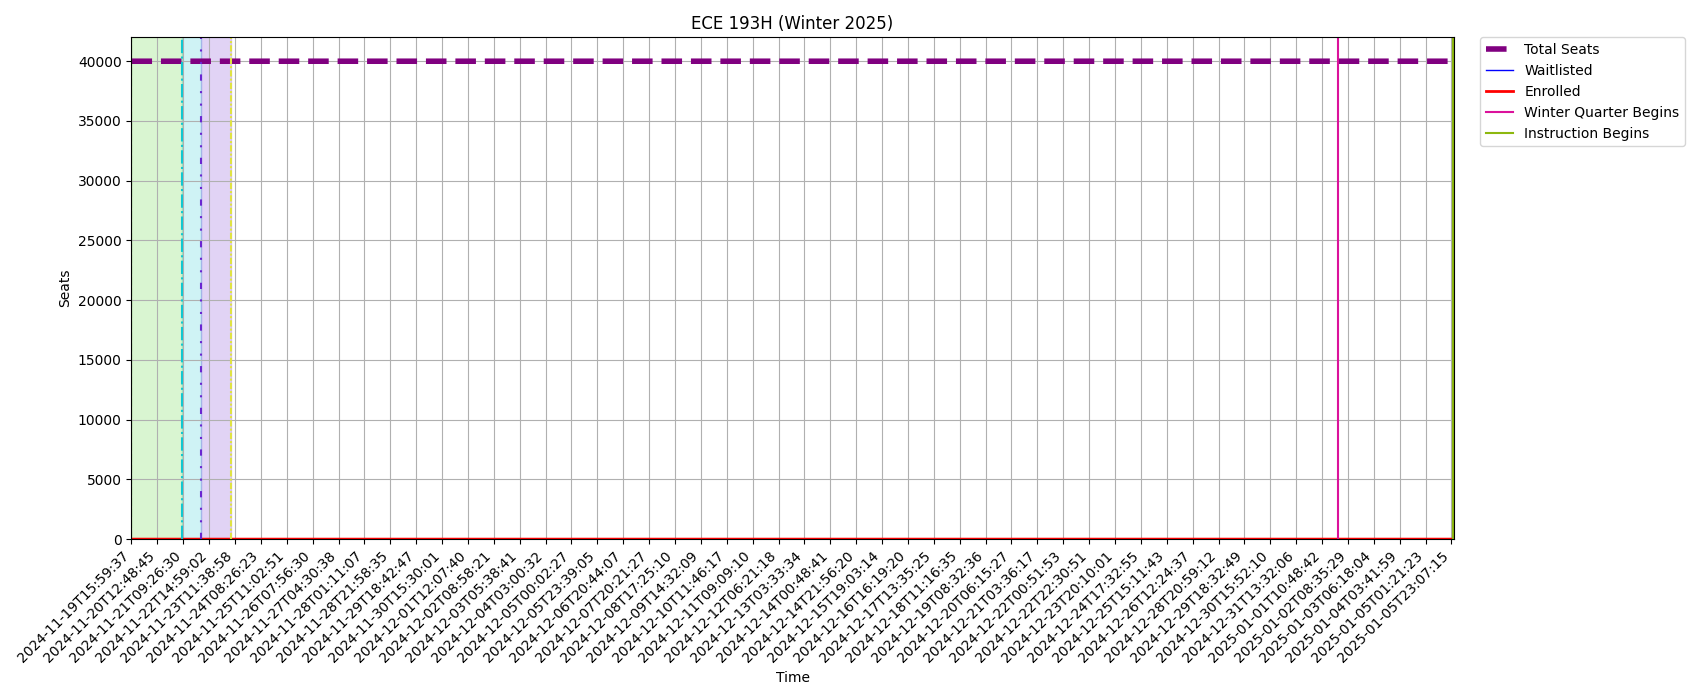 ECE 193H (Winter 2025)
Total Seats
Waitlisted
Enrolled
Winter Quarter Begins
Instruction Begins
Seats
40000
35000
30000
25000
20000
15000
10000
5000
0
2024-11-19T15:59:37
2024-11-20T12:48:45
2024-11-21T09:26:30
2024-11-22T14:59:02
2024-11-23T11:38:58
2024-11-24T08:26:23
2024-11-25T11:02:51
2024-11-26T07:56:30
2024-11-27T04:30:38
2024-11-28T01:11:07
2024-11-28T21:58:35
2024-11-29T18:42:47
2024-11-30T15:30:01
2024-12-01T12:07:40
2024-12-02T08:58:21
2024-12-03T05:38:41
2024-12-04T03:00:32
2024-12-05T00:02:27
2024-12-05T23:39:05
2024-12-06T20:44:07
2024-12-07T20:21:27
2024-12-08T17:25:10
2024-12-09T14:32:09
2024-12-10T11:46:17
2024-12-11T09:09:10
2024-12-12T06:21:18
2024-12-13T03:33:34
2024-12-14T00:48:41
2024-12-14T21:56:20
2024-12-15T19:03:14
2024-12-16T16:19:20
2024-12-17T13:35:25
2024-12-18T11:16:35
2024-12-19T08:32:36
2024-12-20T06:15:27
2024-12-21T03:36:17
2024-12-22T00:51:53
2024-12-22T22:30:51
2024-12-23T20:10:01
2024-12-24T17:32:55
2024-12-25T15:11:43
2024-12-26T12:24:37
2024-12-28T20:59:12
2024-12-29T18:32:49
2024-12-30T15:52:10
2024-12-31T13:32:06
2025-01-01T10:48:42
2025-01-02T08:35:29
2025-01-03T06:18:04
2025-01-04T03:41:59
2025-01-05T01:21:23
2025-01-05T23:07:15
Time